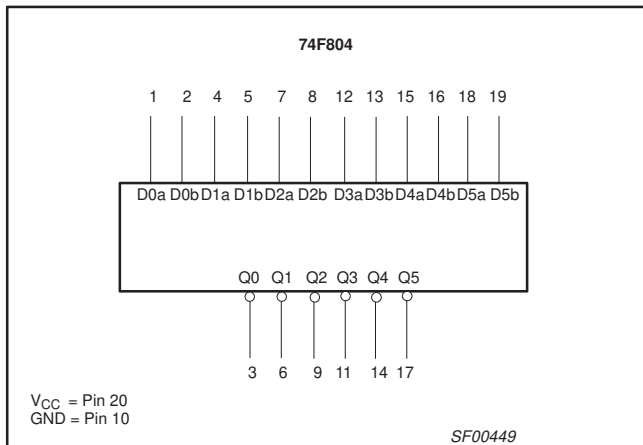 74F804
1 2 4 5 7 8 12 13 15 16 18 19
D0a D0b D1a D1b D2a D2b D3a D3b D4a D4b D5a D5b
Q0 Q1 Q2 Q3 Q4 Q5
3 6 9 11 14 17
VCC = Pin 20
GND = Pin 10
SF00449